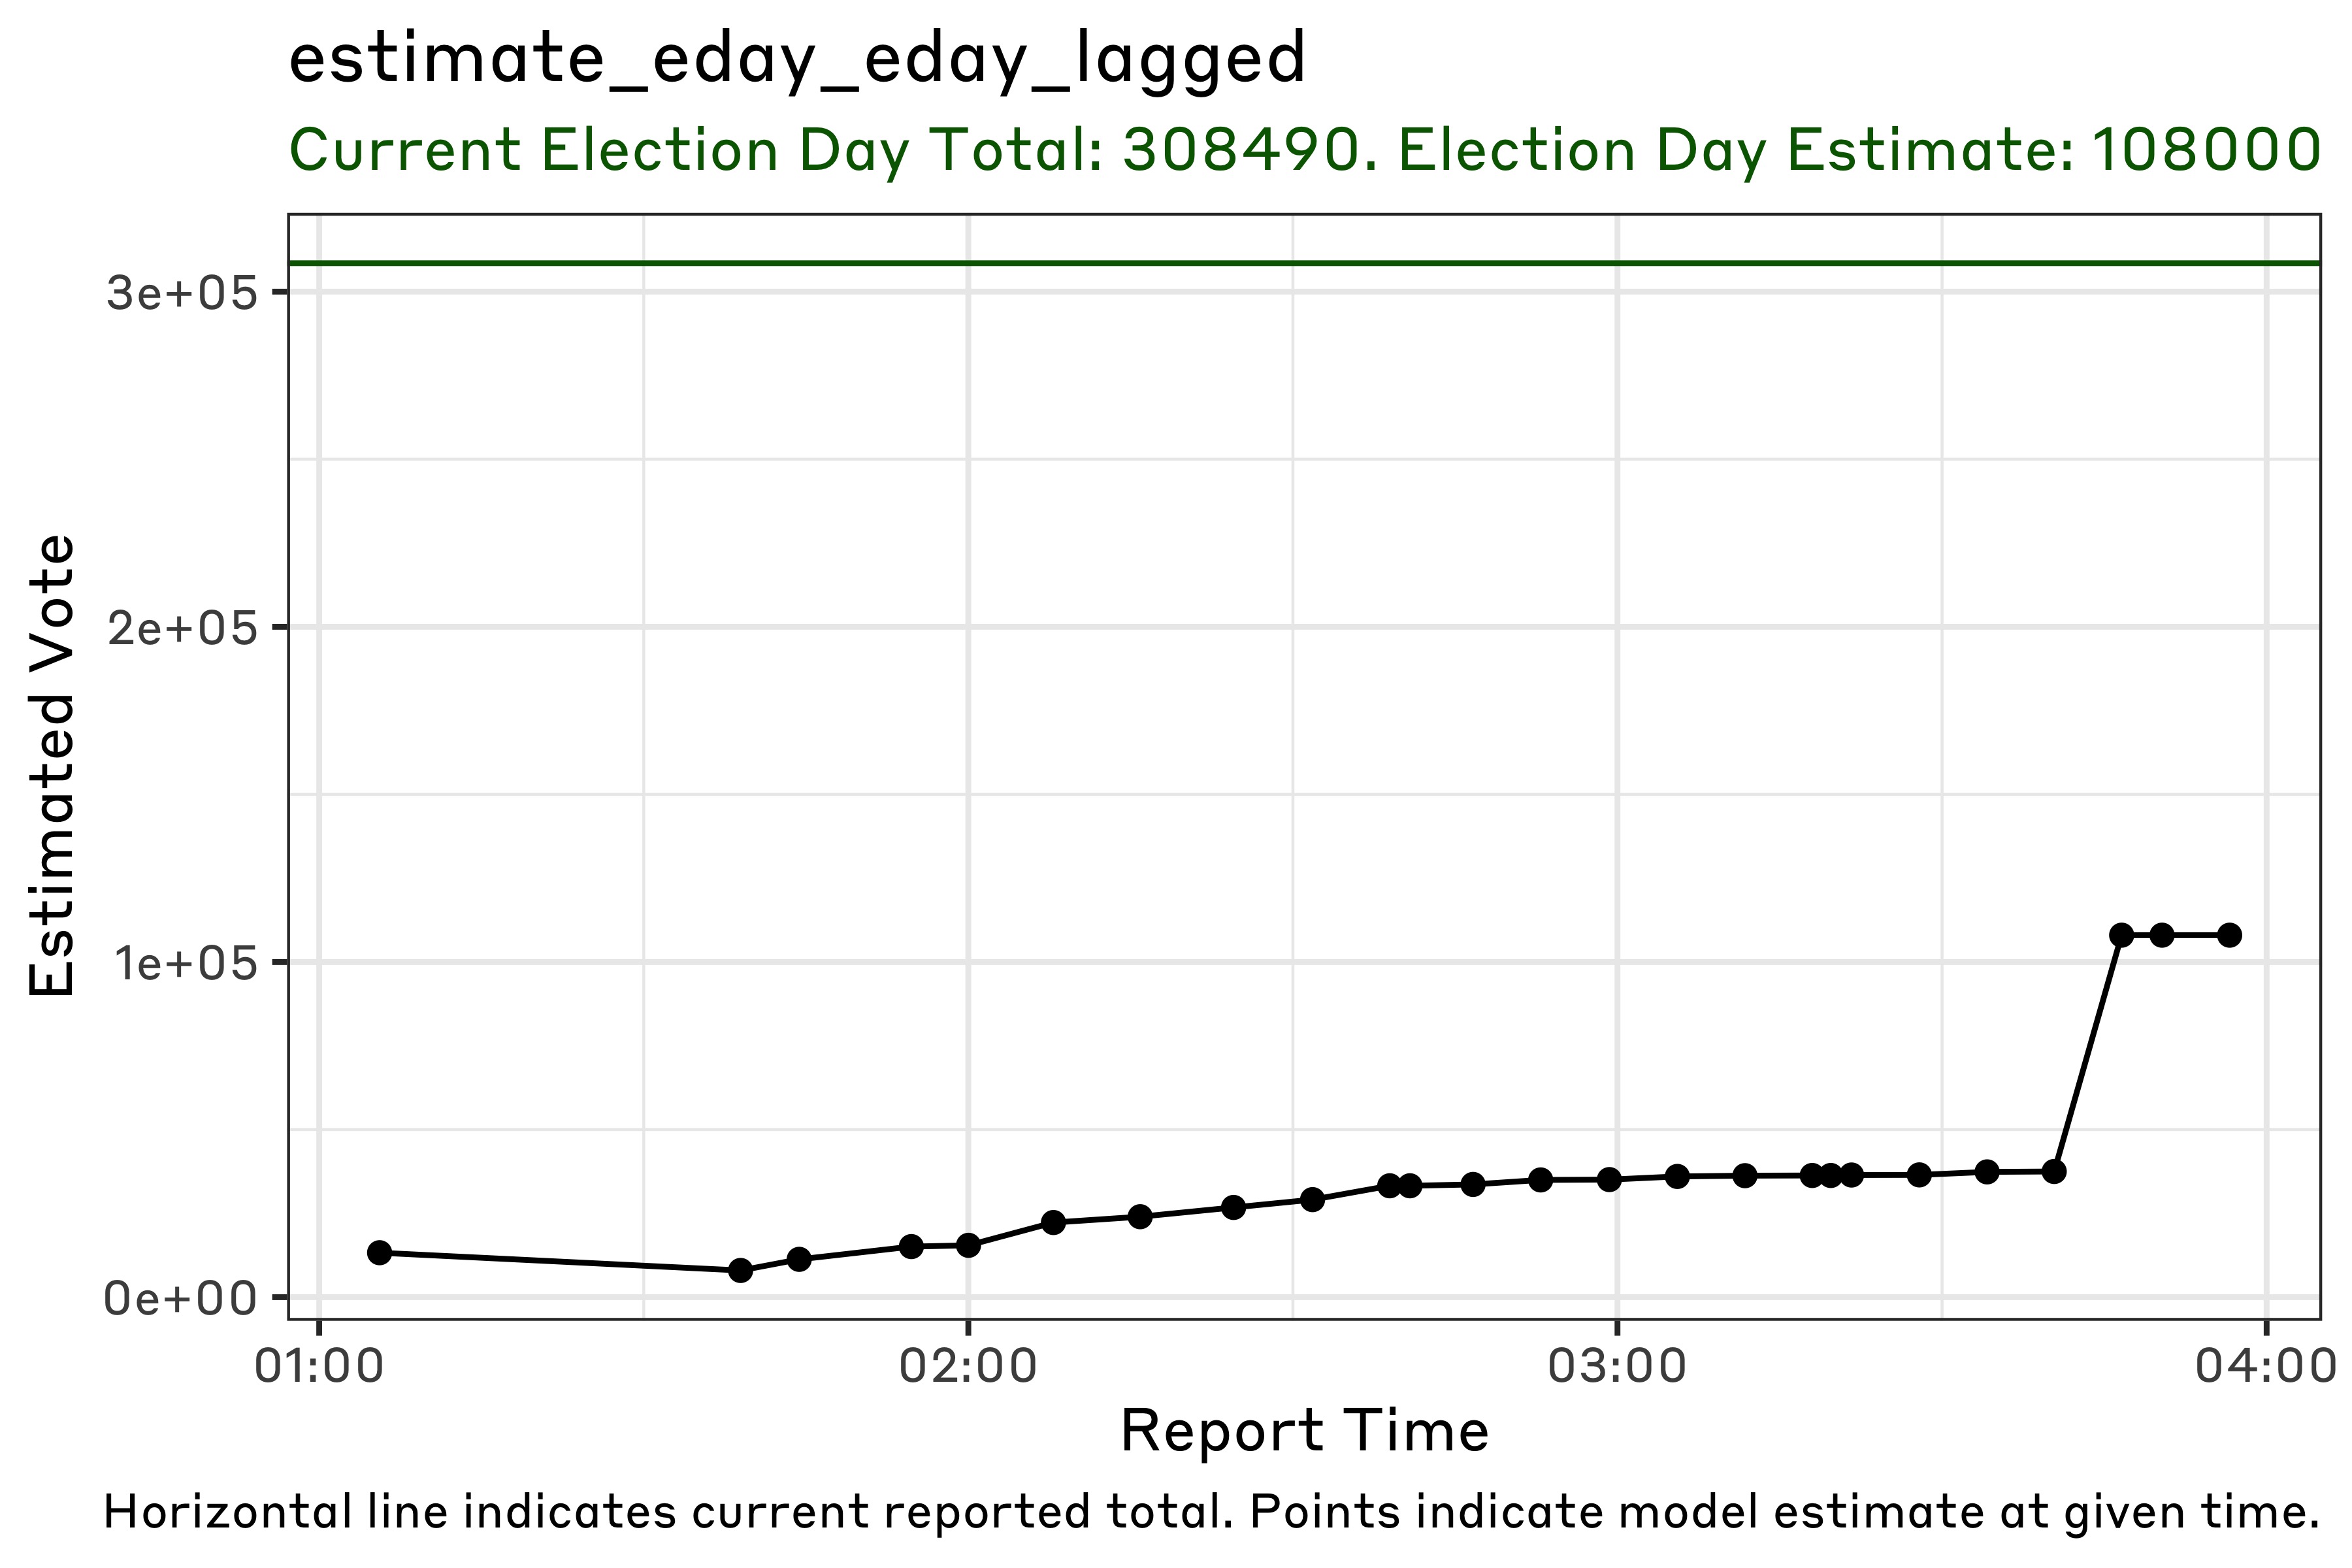 estimate_eday_eday_lagged
Current Election Day Total: 308490. Election Day Estimate: 108000
Estimated Vote
3e+05
2e+05
1e+05
0e+00
01:00 02:00 03:00 04:00
Report Time
Horizontal line indicates current reported total. Points indicate model estimate at given time.